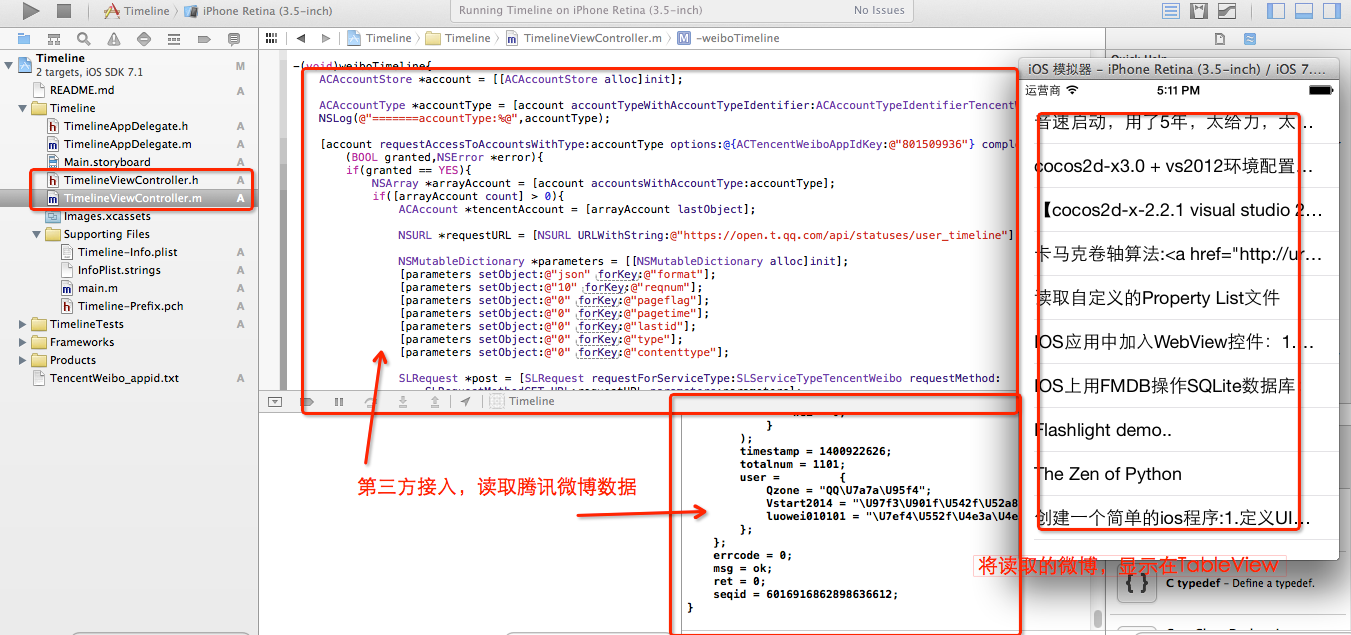 Timeline
iPhone Retina (3.5-inch)
Running Timeline on iPhone Retina (3.5-inch)
No Issues
Timeline
Timeline
TimelineViewController.m
-weiboTimeline
Timeline
2 targets, iOS SDK 7.1
M
README.md
A
Timeline
TimelineAppDelegate.h
A
TimelineAppDelegate.m
A
Main.storyboard
A
TimelineViewController.h
A
TimelineViewController.m
A
Images.xcassets
Supporting Files
Timeline-Info.plist
A
InfoPlist.strings
A
main.m
A
Timeline-Prefix.pch
A
TimelineTests
A
Frameworks
Products
TencentWeibo_appid.txt
A
-(void)weiboTimeline{
ACAccountStore *account = [[ACAccountStore alloc]init];
ACAccountType *accountType = [account accountTypeWithAccountTypeIdentifier:ACAccountTypeIdentifierTencentW
NSLog(@"=======accountType:%@",accountType);
[account requestAccessToAccountsWithType:accountType options:@{ACTencentWeiboAppIdKey:@"801509936"} comple
(BOOL granted,NSError *error){
if(granted == YES){
NSArray *arrayAccount = [account accountsWithAccountType:accountType];
if([arrayAccount count] > 0){
ACAccount *tencentAccount = [arrayAccount lastObject];
NSURL *requestURL = [NSURL URLWithString:@"https://open.t.qq.com/api/statuses/user_timeline"]
NSMutableDictionary *parameters = [[NSMutableDictionary alloc]init];
[parameters setObject:@"json" forKey:@"format"];
[parameters setObject:@"10" forKey:@"reqnum"];
[parameters setObject:@"0" forKey:@"pageflag"];
[parameters setObject:@"0" forKey:@"pagetime"];
[parameters setObject:@"0" forKey:@"lastid"];
[parameters setObject:@"0" forKey:@"type"];
[parameters setObject:@"0" forKey:@"contenttype"];
SLRequest *post = [SLRequest requestForServiceType:SLServiceTypeTencentWeibo requestMethod:
Timeline
第三方接入，读取腾讯微博数据
}
);
timestamp = 1400922626;
totalnum = 1101;
user = {
Qzone = "QQ\U7a7a\U95f4";
Vstart2014 = "\U97f3\U901f\U542f\U52a8
luowei010101 = "\U7ef4\U552f\U4e3a\U4e
};
};
errcode = 0;
msg = ok;
ret = 0;
seqid = 6016916862898636612;
}
iOS 模拟器 – iPhone Retina (3.5-inch) / iOS 7....
运营商
5:11 PM
音速启动，用了5年，太给力，太...
cocos2d-x3.0 + vs2012环境配置...
【cocos2d-x-2.2.1 visual studio 2...
卡马克卷轴算法:<a href="http://ur...
读取自定义的Property List文件
IOS应用中加入WebView控件：1....
IOS上用FMDB操作SQLite数据库
Flashlight demo..
The Zen of Python
创建一个简单的ios程序:1.定义UI...
将读取的微博，显示在TableView
{ }
C typedef – Define a typedef.